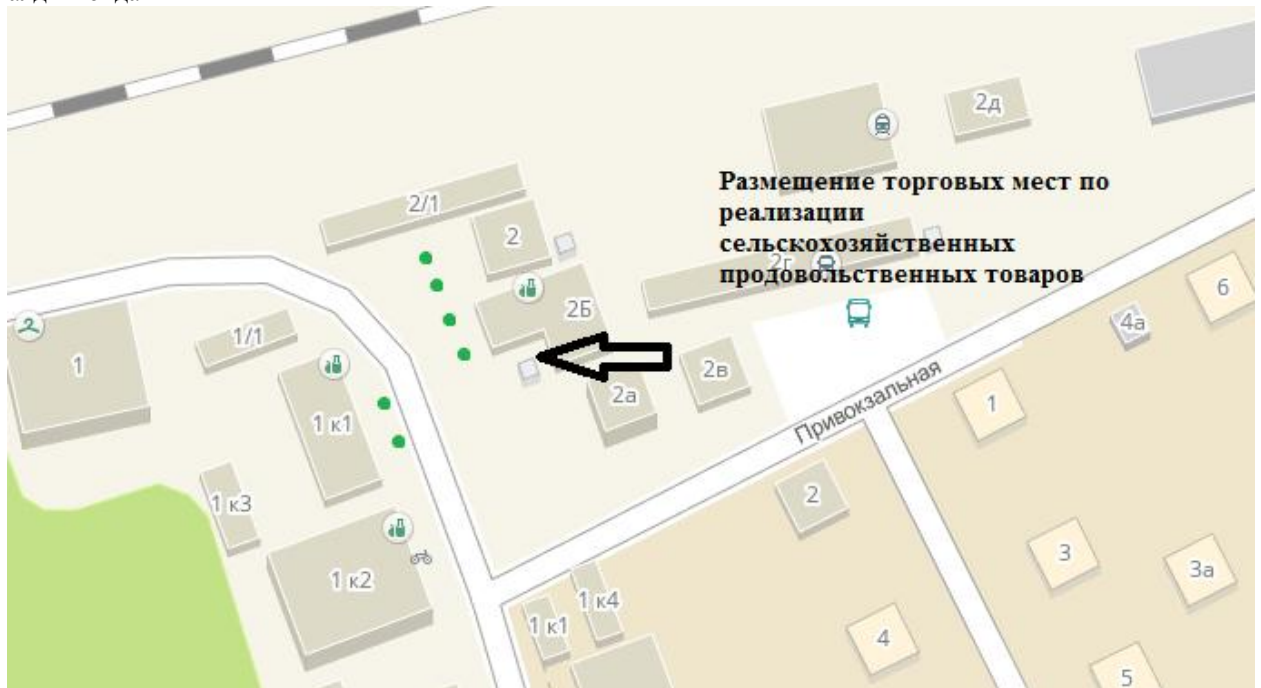 2д
Размещение торговых мест по
реализации
сельскохозяйственных
продовольственных товаров
2/1
2
2г
2Б
6
4а
1/1
1
2в
2а
1
Привокзальная
1 к1
2
1 к3
3
3а
1 к2
1 к4
1 к1
4
5